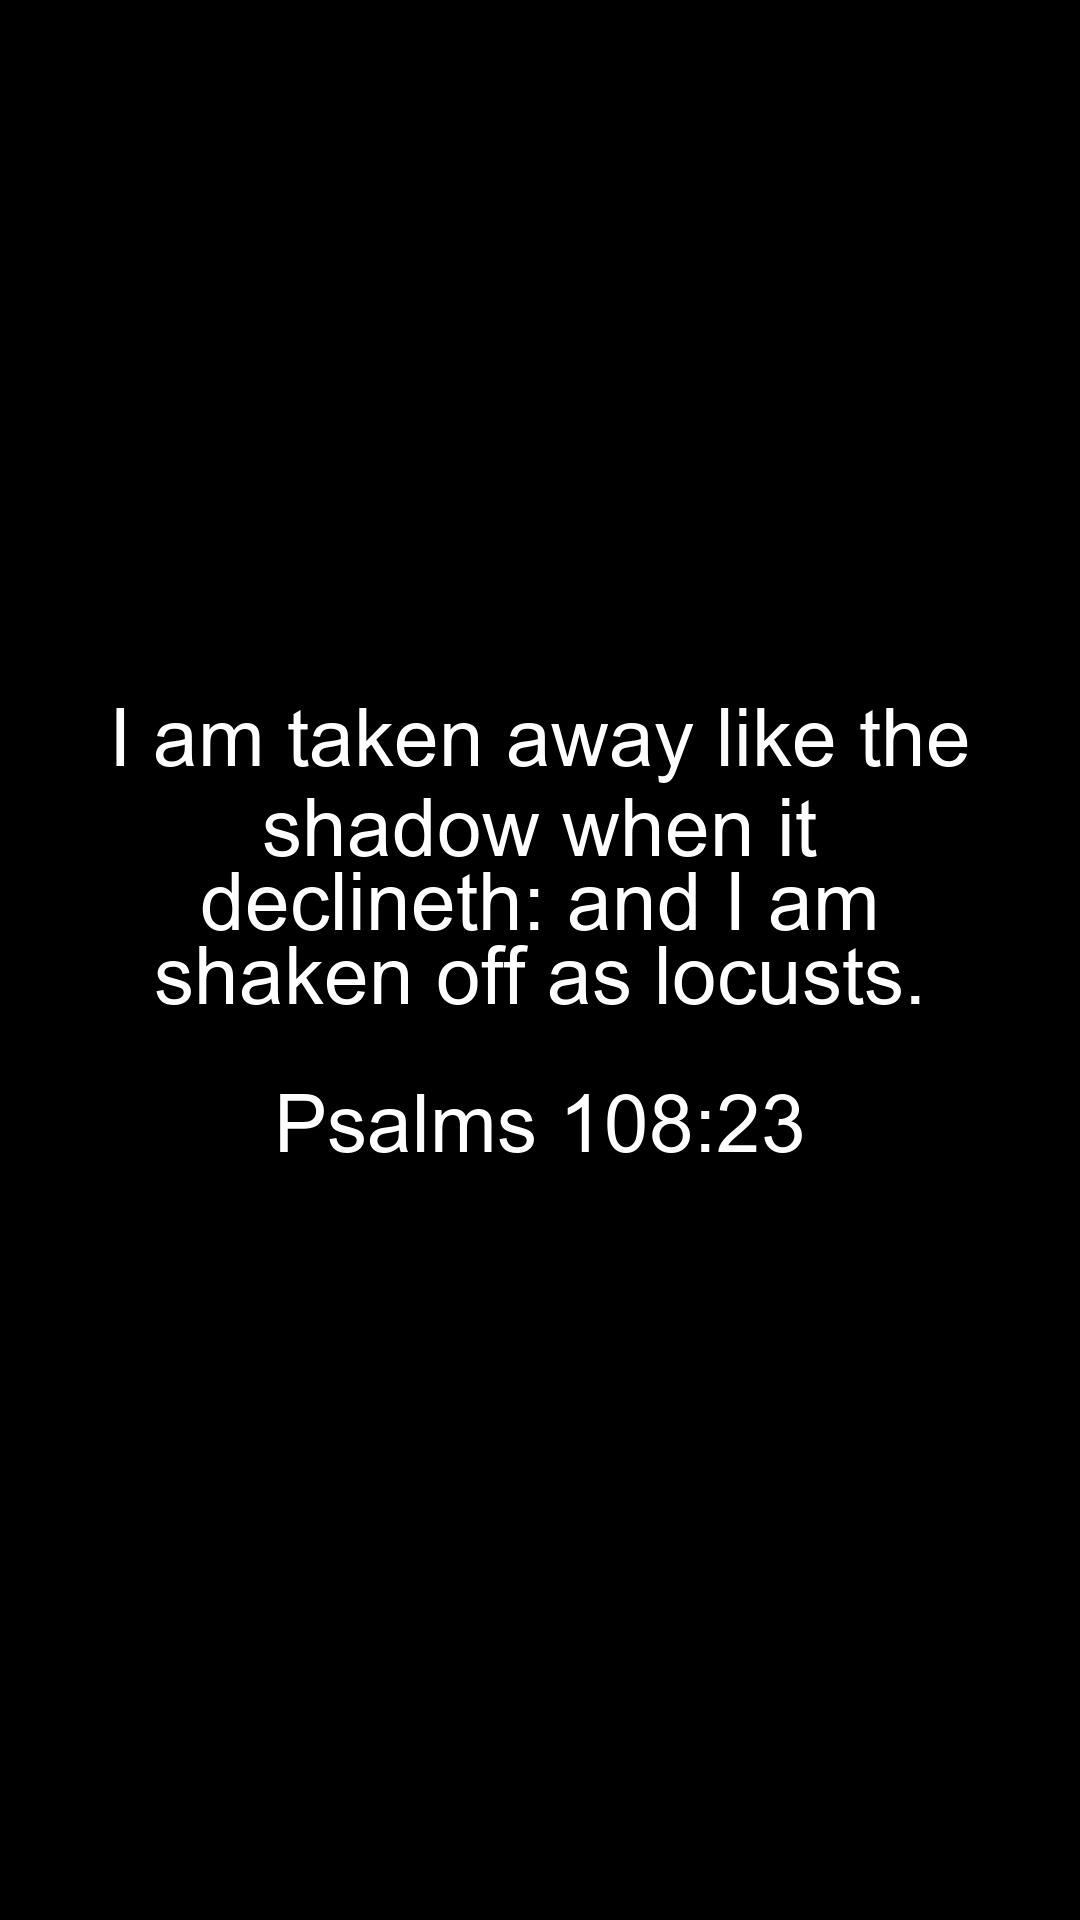 I am taken away like the
shadow when it
declineth: and I am
shaken off as locusts.
Psalms 108:23